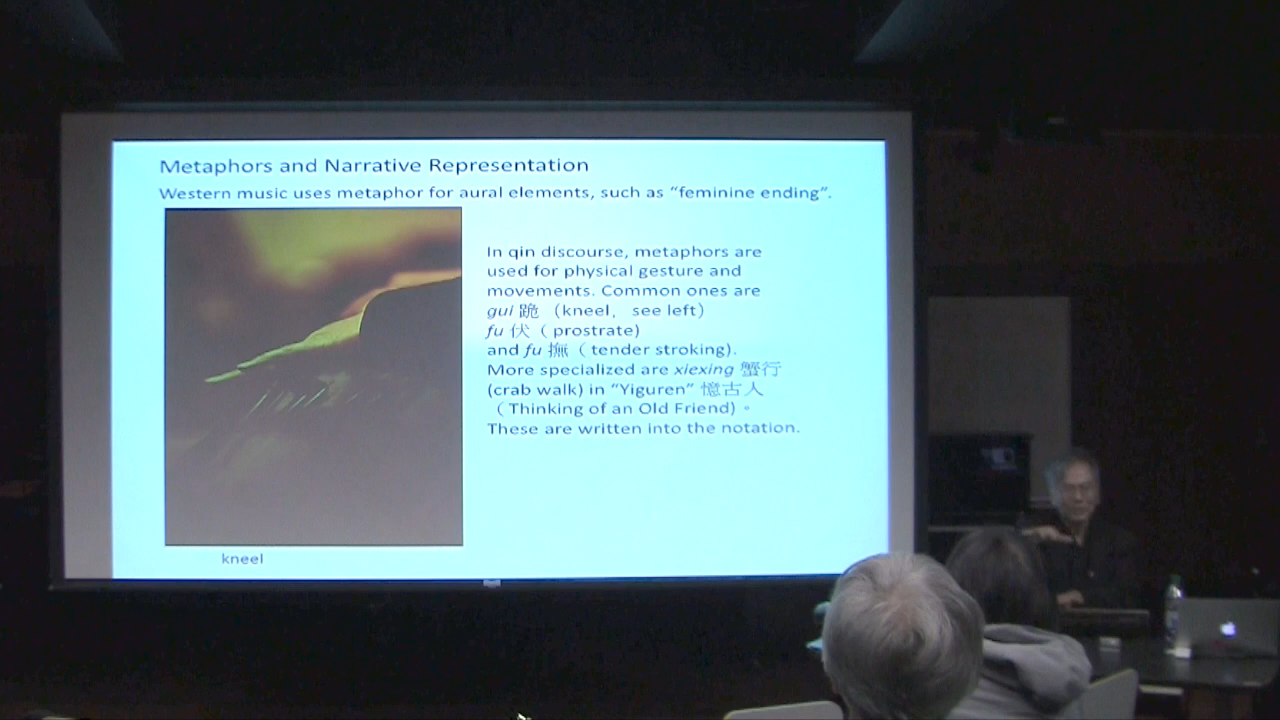 Metaphors and Narrative Representation
Western music uses metaphor for aural elements, such as “feminine ending”.
In qin discourse, metaphors are
used for physical gesture and
movements. Common ones are
gui 跪 （kneel, see left）
fu 伏（ prostrate）
and fu 撫（ tender stroking).
More specialized are xiexing 蟹行
(crab walk) in “Yiguren” 憶古人
（Thinking of an Old Friend）。
These are written into the notation.
kneel